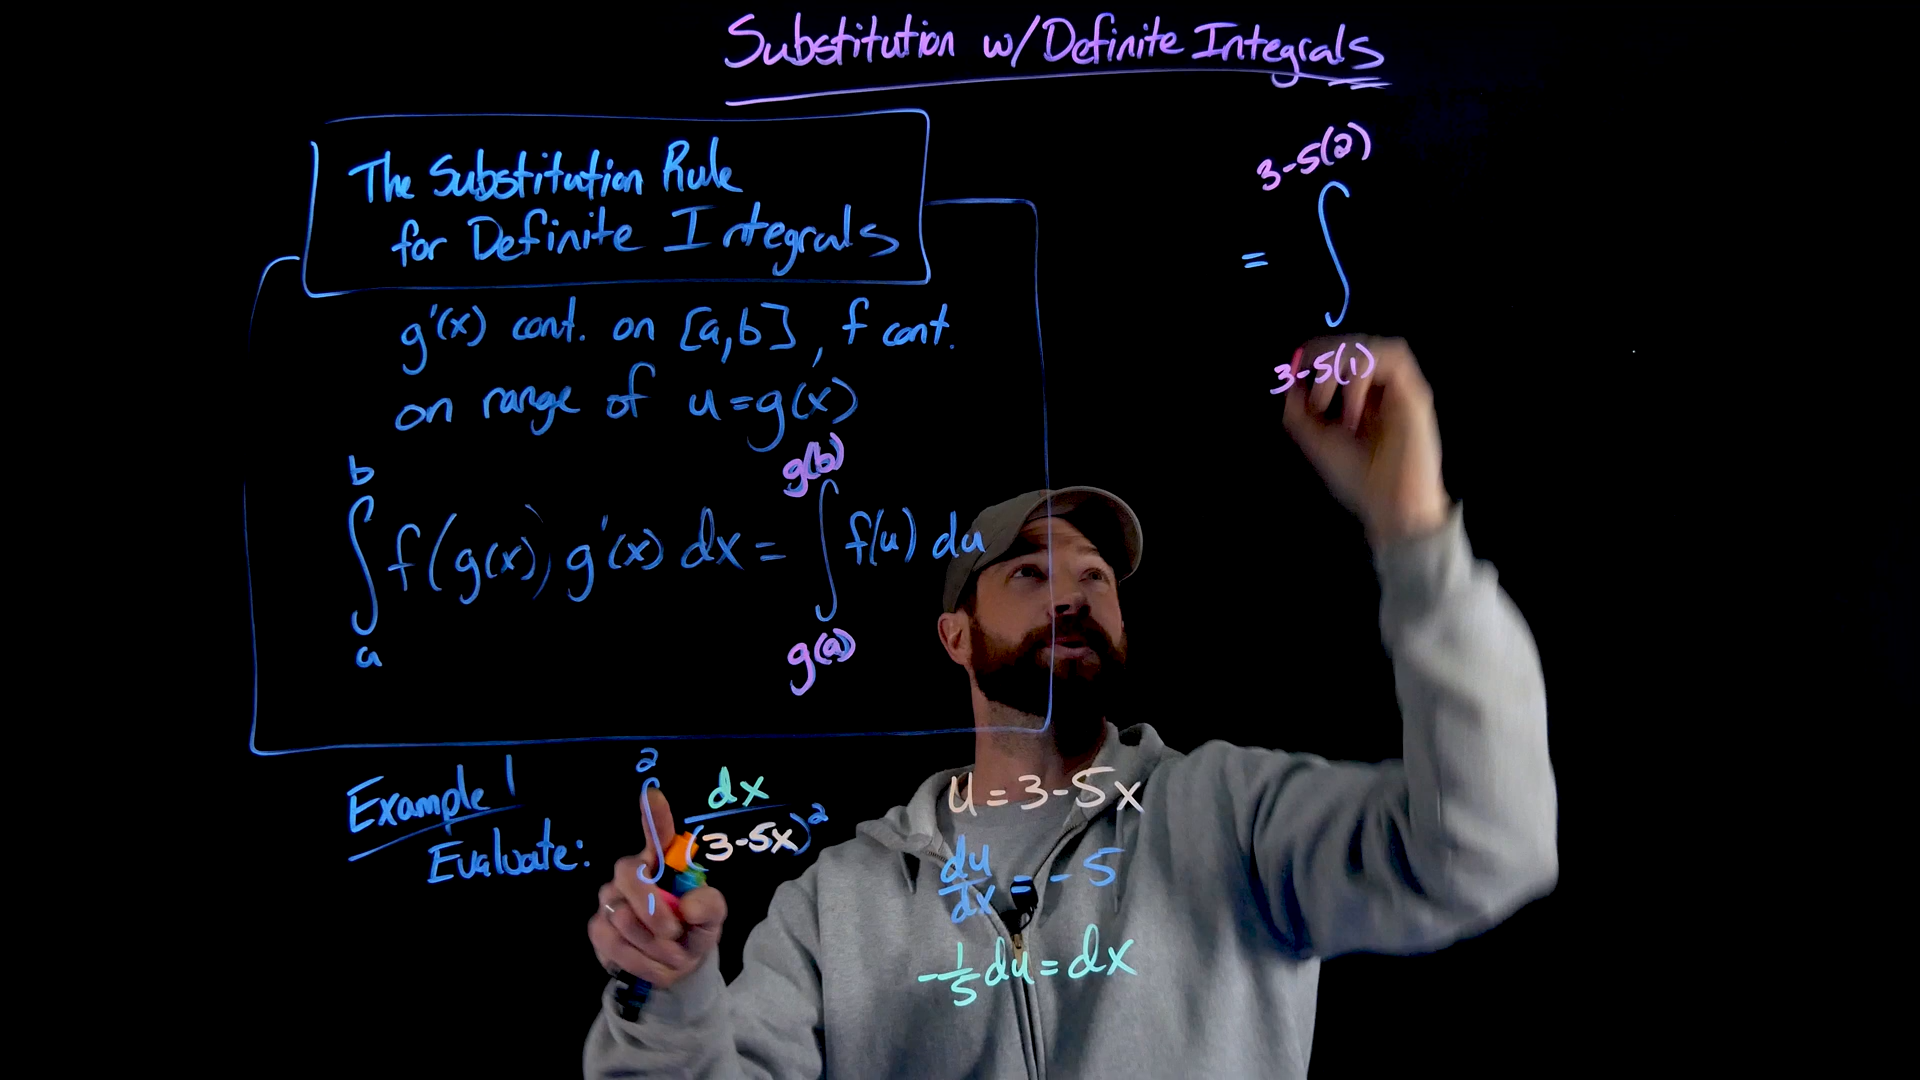 Substitution w/Definite Integrals
The Substitution Rule
for Definite Integrals
g'(x) cont. on [a,b], f cont.
on range of u=g(x)
∫_a^b f(g(x)) g'(x) dx = ∫_{g(a)}^{g(b)} f(u) du
Example 1
Evaluate: ∫_1^2 dx/(3-5x)^2
u=3-5x
du/dx=-5
-1/5 du=dx
= ∫_{3-5(1)}^{3-5(2)}